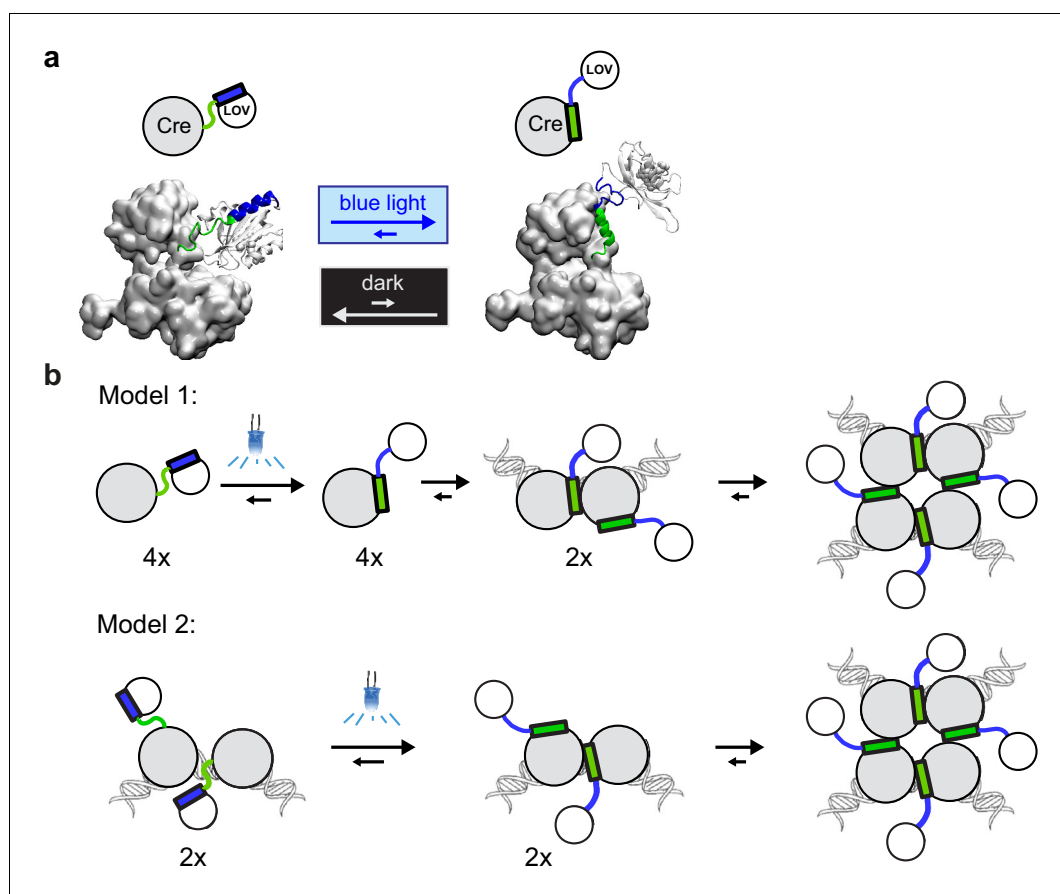 a
LOV
Cre
LOV
Cre
blue light
dark
b
Model 1:
4x
4x
2x
Model 2:
2x
2x